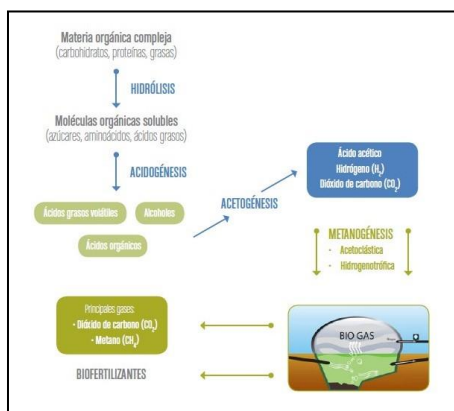 Materia orgánica compleja
(carbohidratos, proteínas, grasas)
HIDRÓLISIS
Moléculas orgánicas solubles
(azúcares, aminoácidos, ácidos grasos)
ACIDOGÉNESIS
Ácidos grasos volátiles
Alcoholes
Ácidos orgánicos
ACETOGÉNESIS
Ácido acético
Hidrógeno (H₂)
Dióxido de carbono (CO₂)
METANOGÉNESIS
· Acetoclástica
· Hidrogenotrófica
Principales gases:
· Dióxido de carbono (CO₂)
· Metano (CH₄)
BIOFERTILIZANTES
BIO GAS